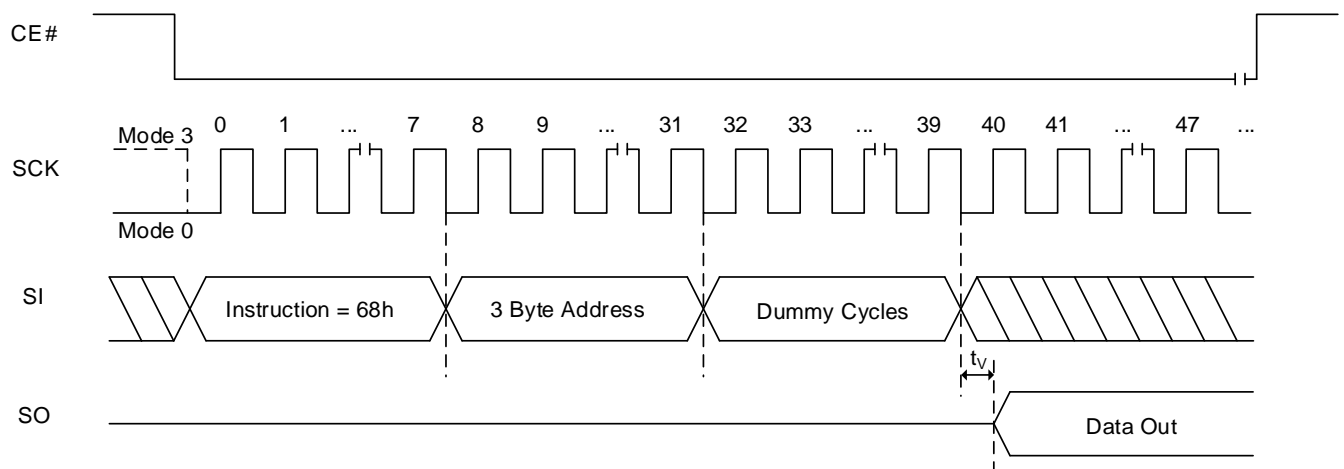 CE#
Mode 3 0 1 ... 7 8 9 ... 31 32 33 ... 39 40 41 ... 47 ...
SCK
Mode 0
SI Instruction = 68h 3 Byte Address Dummy Cycles
tV
SO Data Out